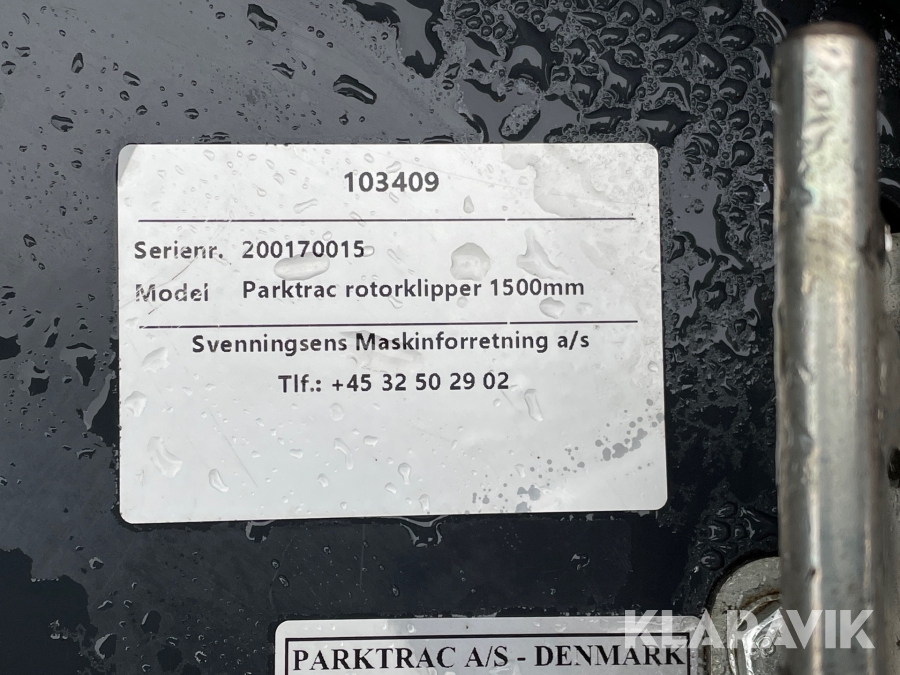 103409
Serienr. 200170015
Model Parktrac rotorklipper 1500mm
Svenningsens Maskinforretning a/s
Tlf.: +45 32 50 29 02
KLARAVIK
PARKTRAC A/S - DENMARK